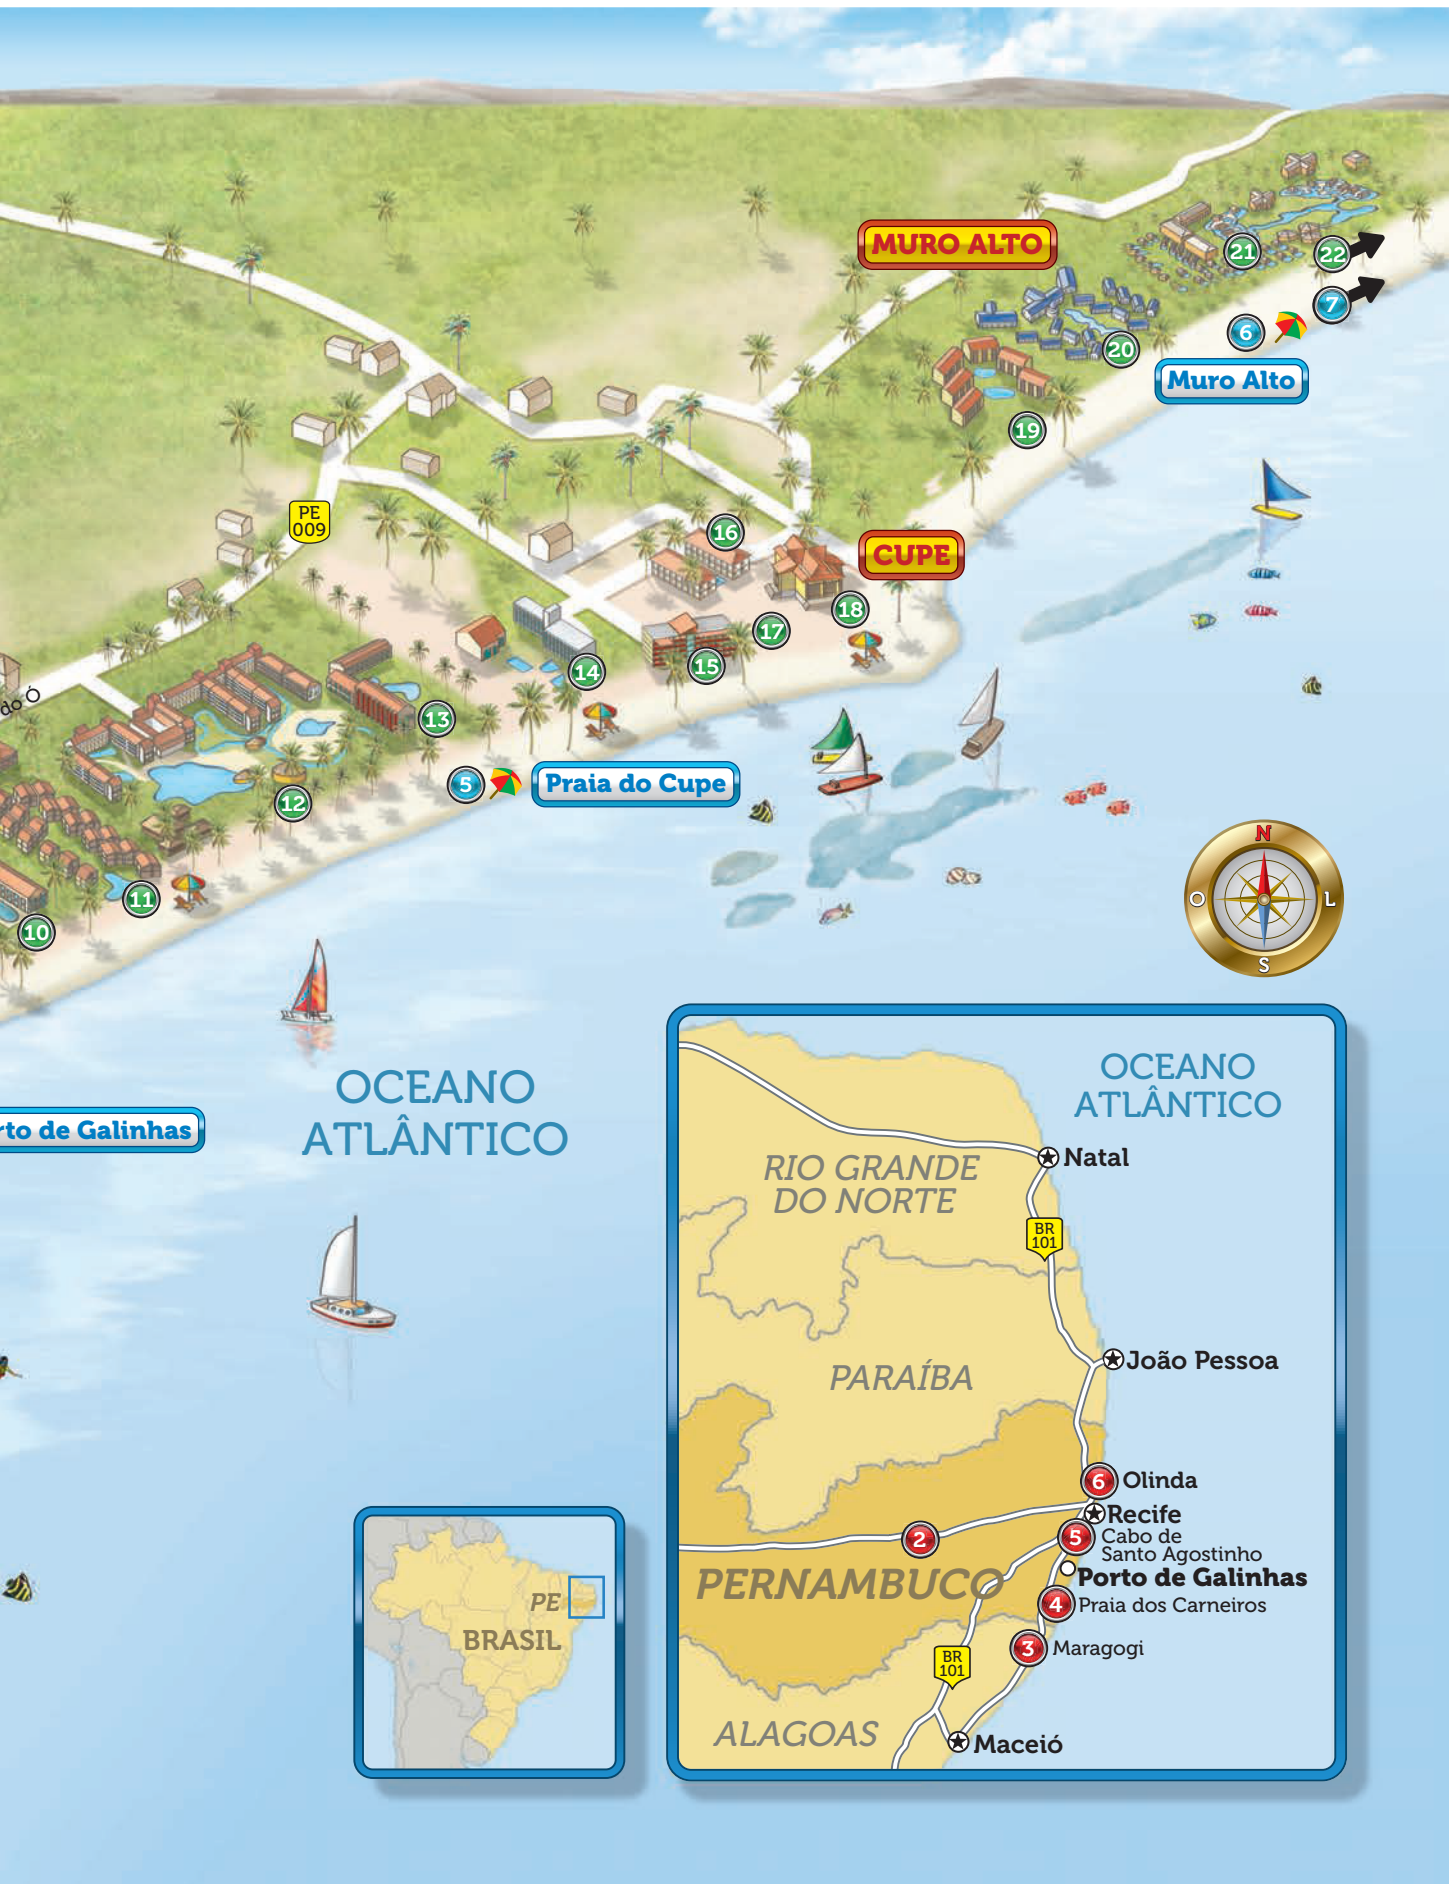 MURO ALTO
21
22
7
6
20
Muro Alto
19
PE
009
16
CUPE
18
17
15
14
do Ó
13
5
Praia do Cupe
12
11
10
N
O
L
S
OCEANO
ATLÂNTICO
rto de Galinhas
OCEANO
ATLÂNTICO
Natal
RIO GRANDE
DO NORTE
BR
101
João Pessoa
PARAÍBA
6 Olinda
Recife
2
5 Cabo de
Santo Agostinho
PERNAMBUCO
Porto de Galinhas
4 Praia dos Carneiros
3 Maragogi
BR
101
ALAGOAS
Maceió
PE
BRASIL